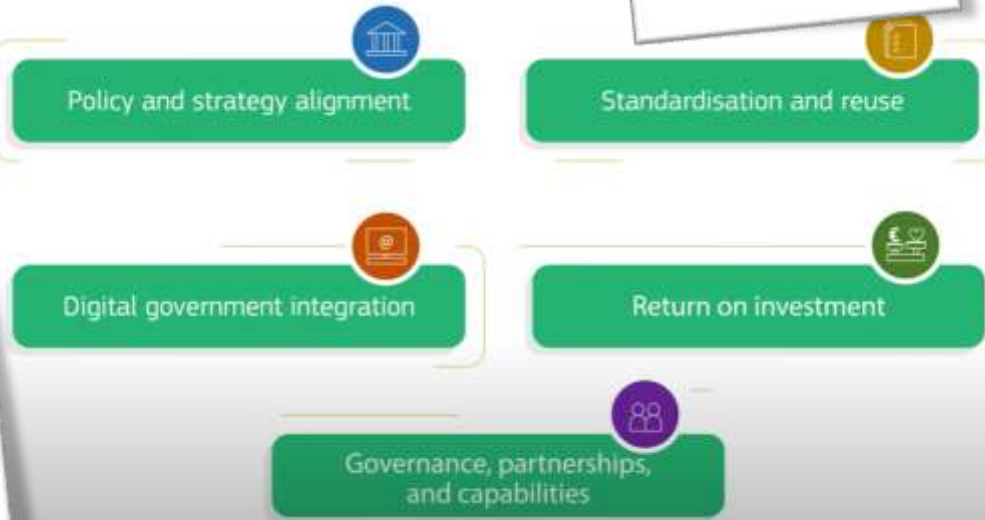 Policy and strategy alignment
Standardisation and reuse
Digital government integration
Return on investment
Governance, partnerships,
and capabilities